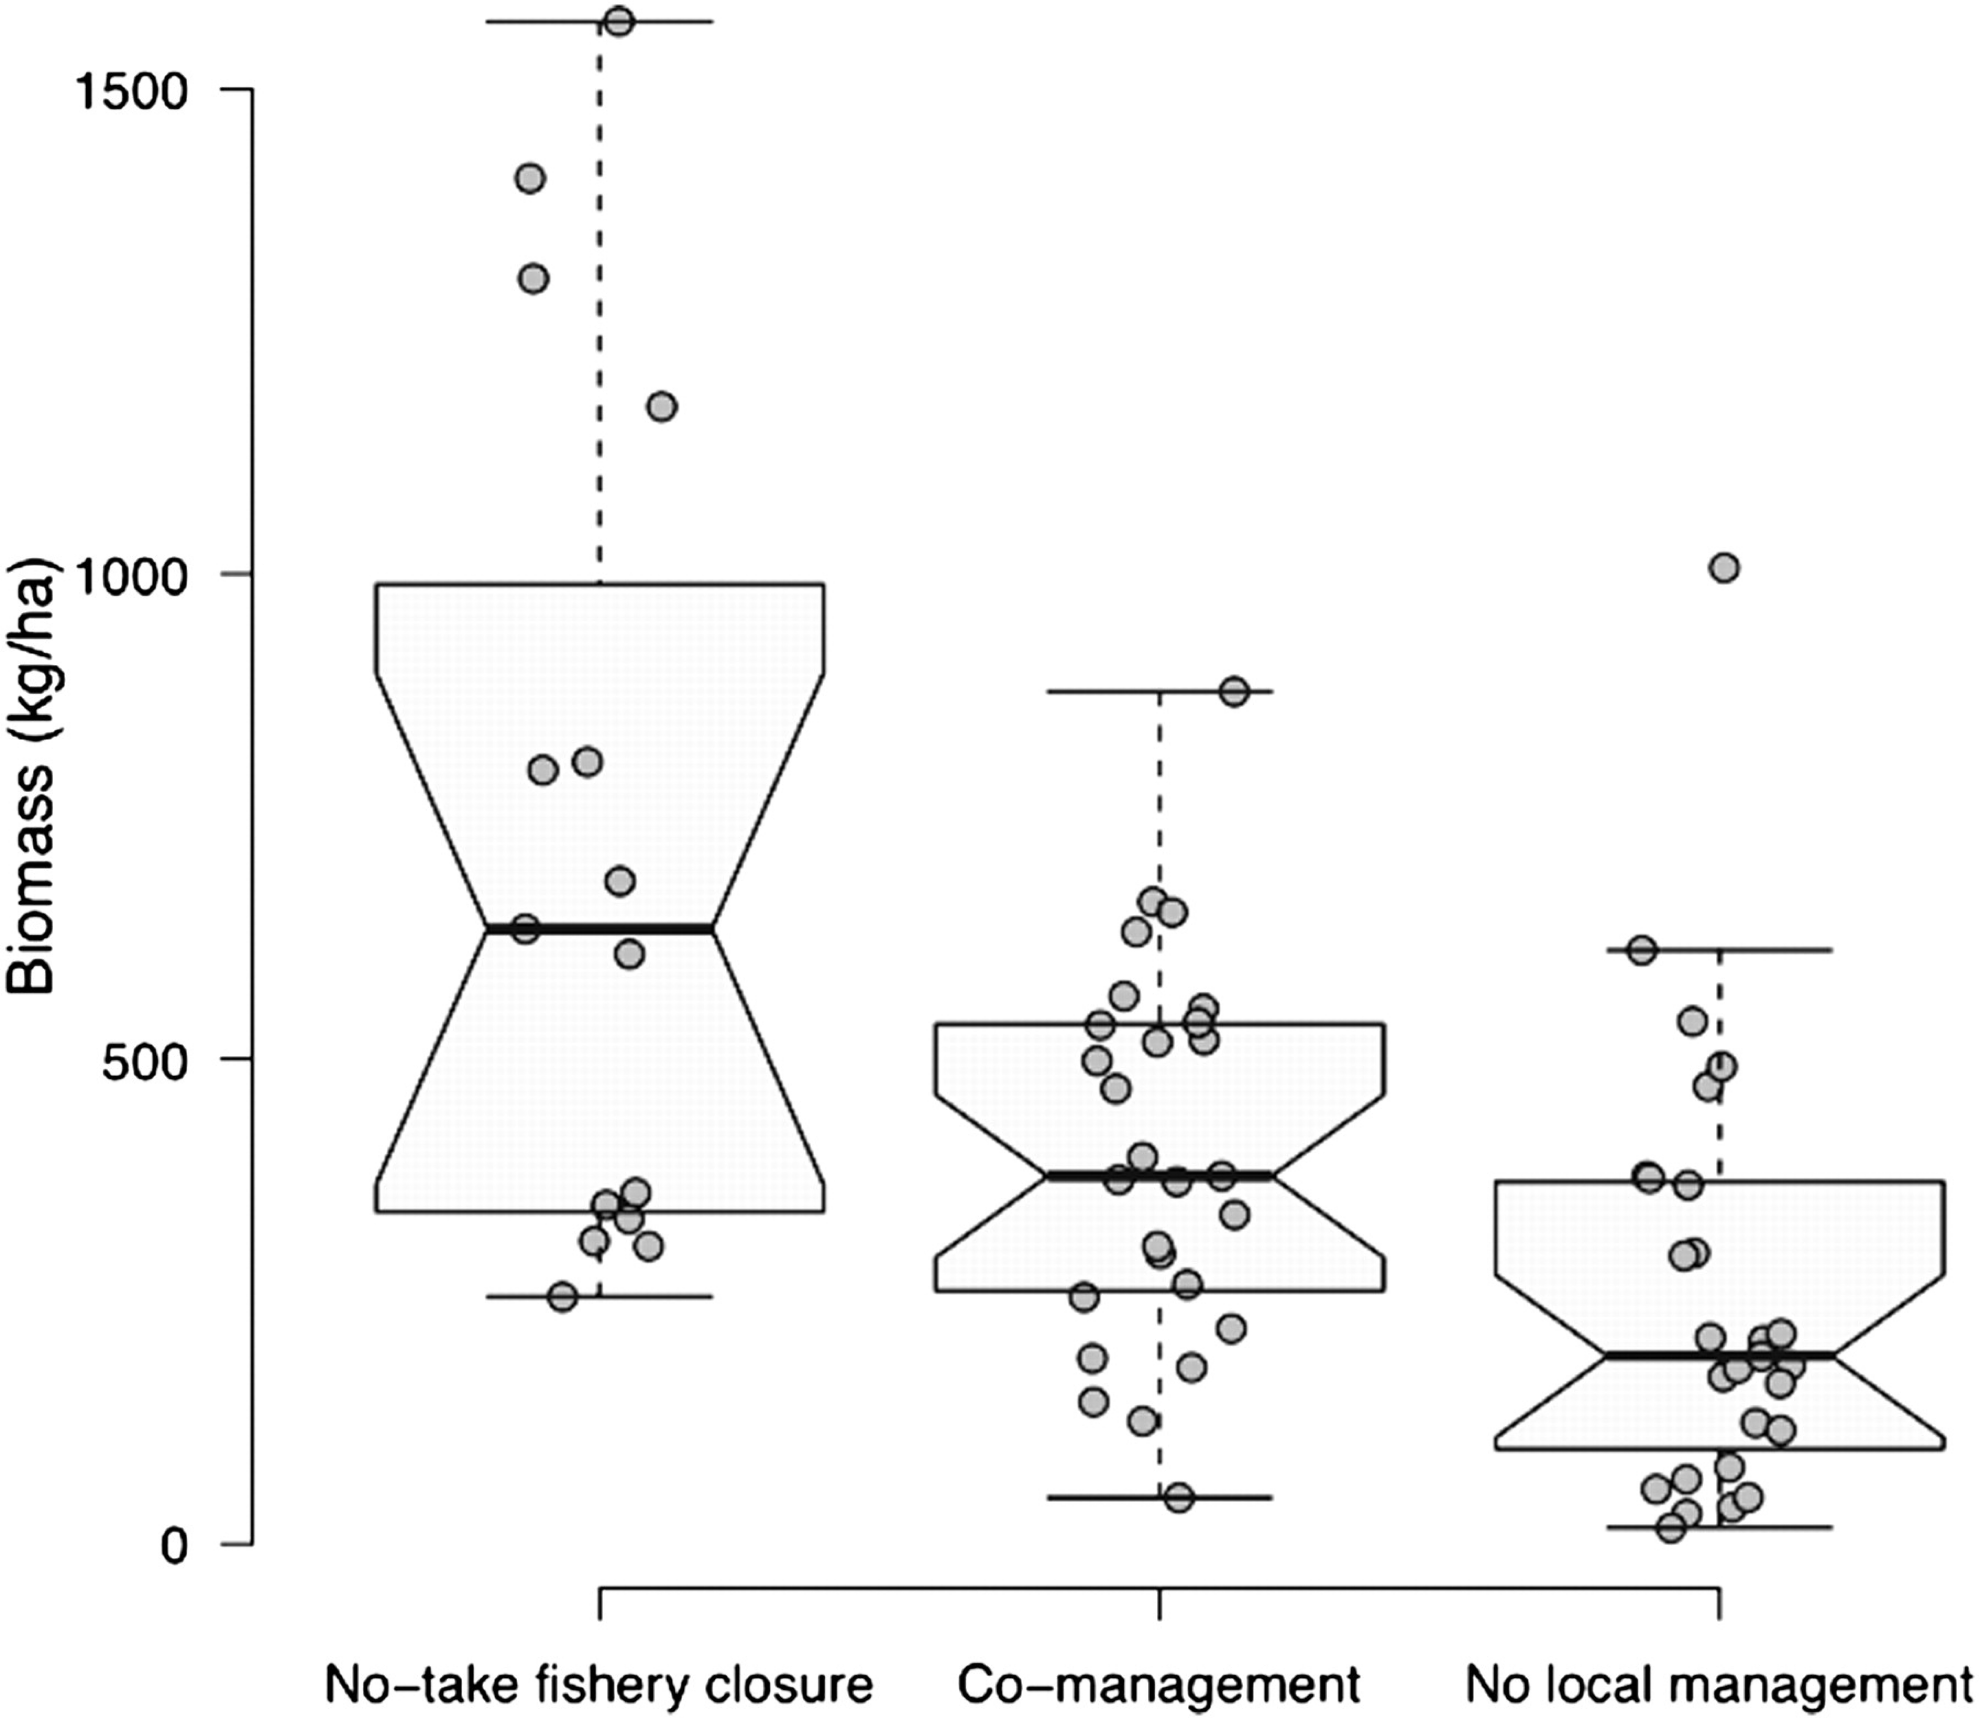 Biomass (kg/ha)
1500
1000
500
0
No−take fishery closure
Co−management
No local management